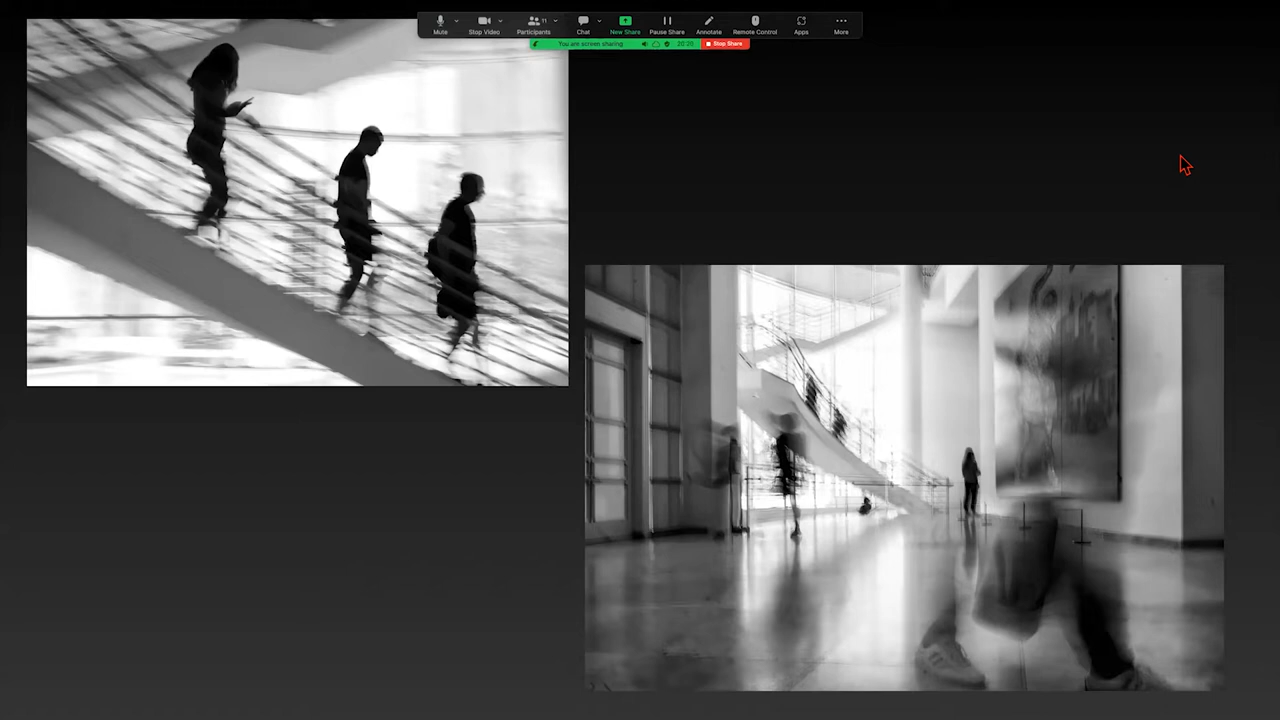 11
Mute
Stop Video
Participants
Chat
New Share
Pause Share
Annotate
Remote Control
Apps
More
You are screen sharing
Stop Share